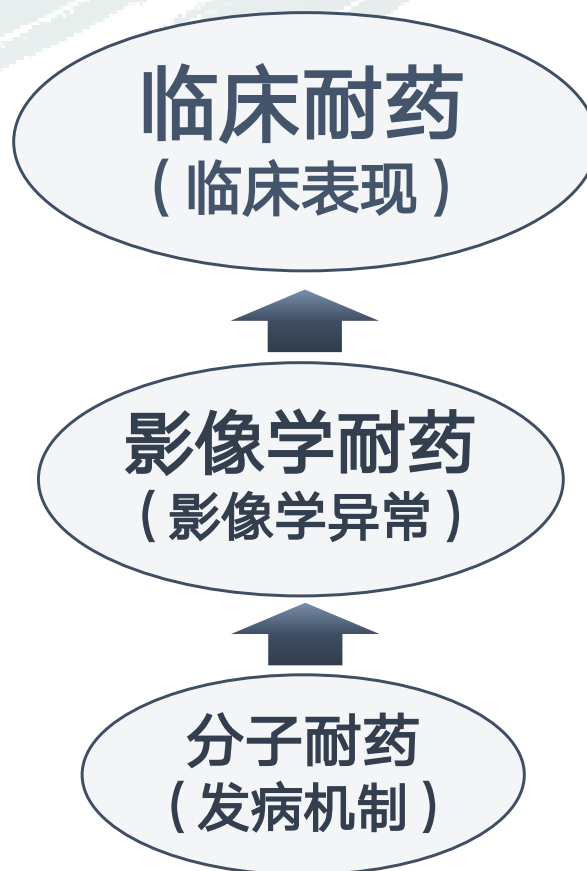 临床耐药
（临床表现）
影像学耐药
（影像学异常）
分子耐药
（发病机制）